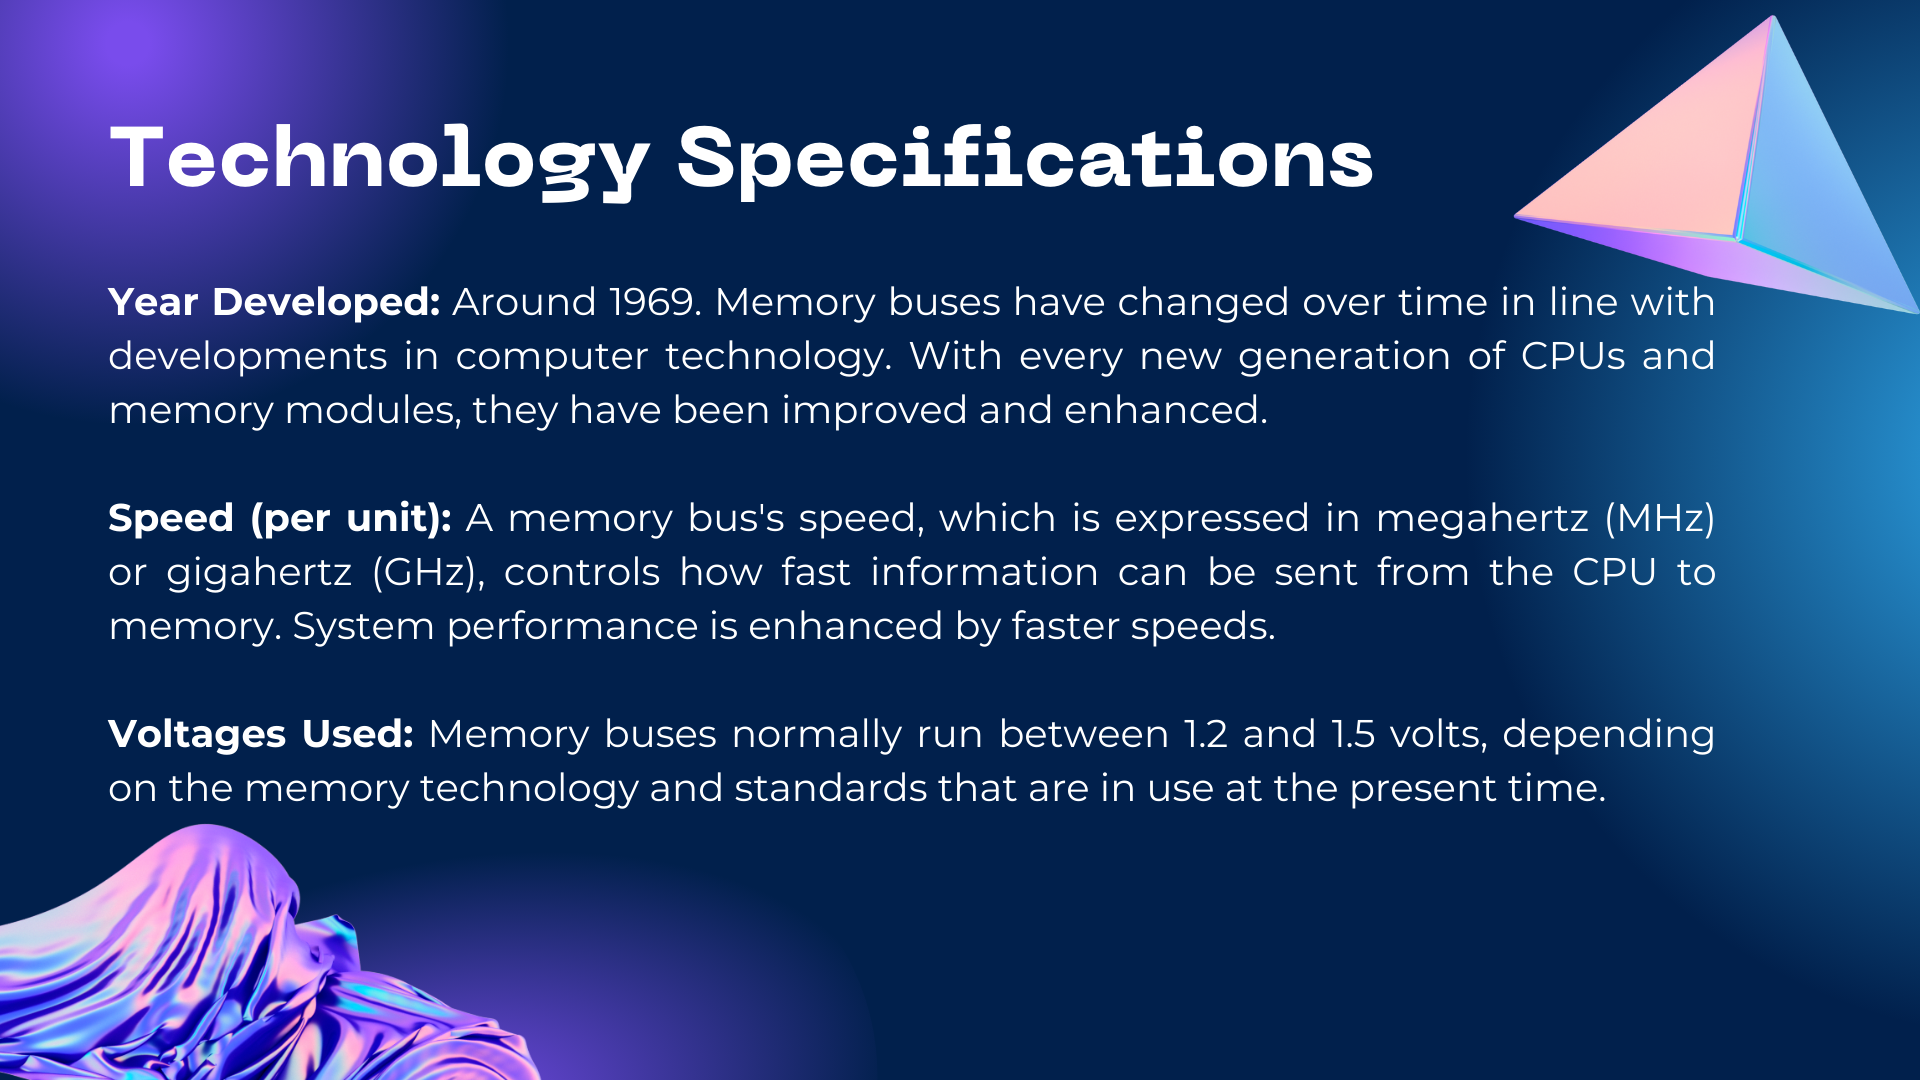 Technology Specifications
Year Developed: Around 1969. Memory buses have changed over time in line with
developments in computer technology. With every new generation of CPUs and
memory modules, they have been improved and enhanced.
Speed (per unit): A memory bus's speed, which is expressed in megahertz (MHz)
or gigahertz (GHz), controls how fast information can be sent from the CPU to
memory. System performance is enhanced by faster speeds.
Voltages Used: Memory buses normally run between 1.2 and 1.5 volts, depending
on the memory technology and standards that are in use at the present time.